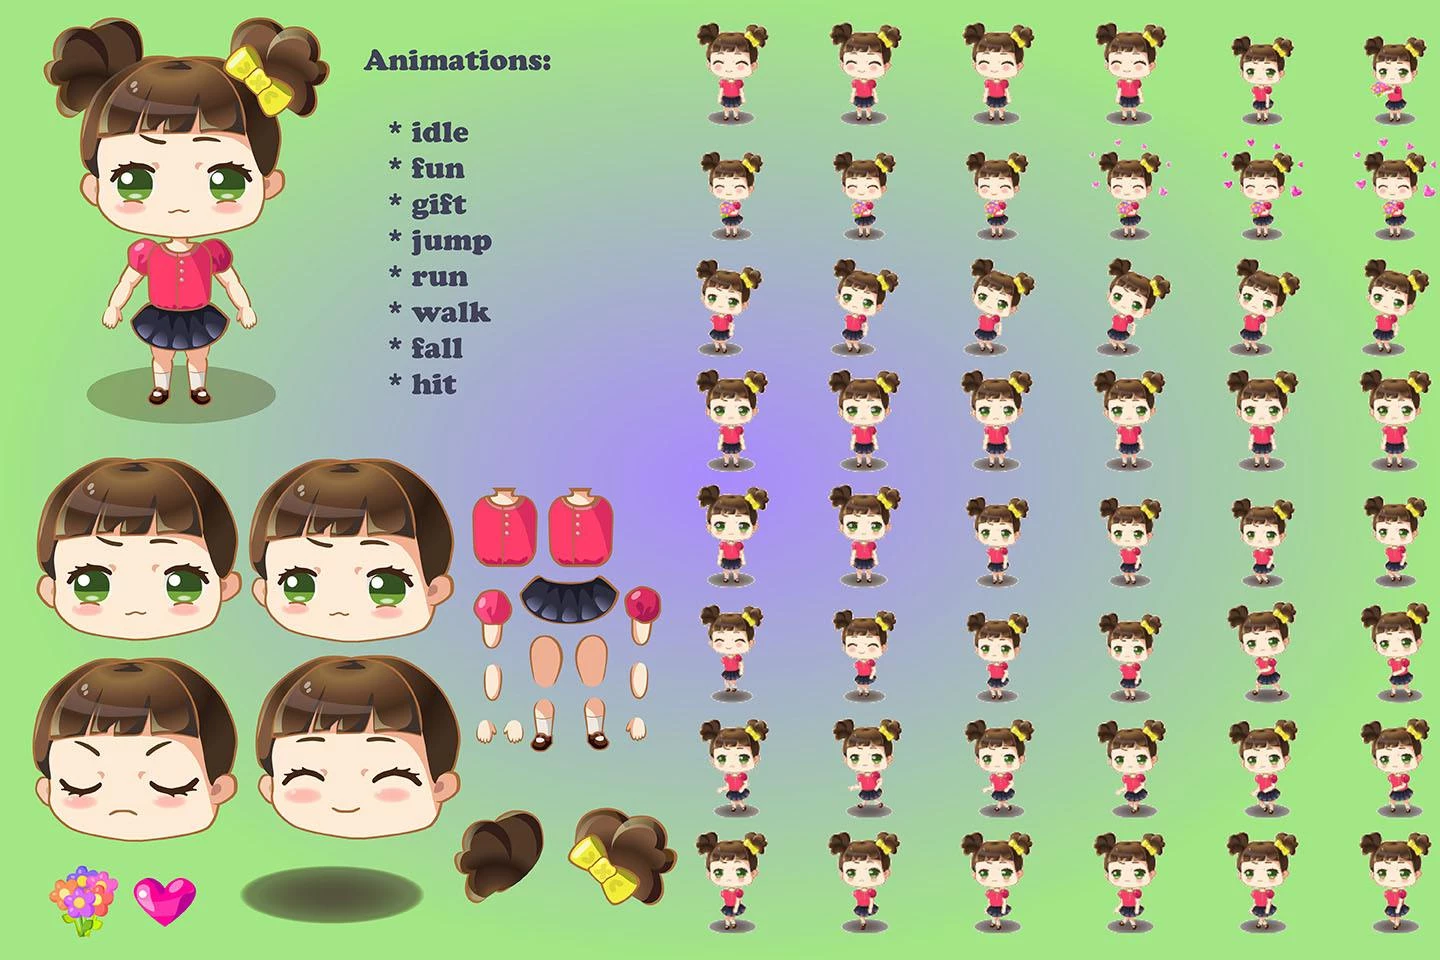 Animations:
* idle
* fun
* gift
* jump
* run
* walk
* fall
* hit